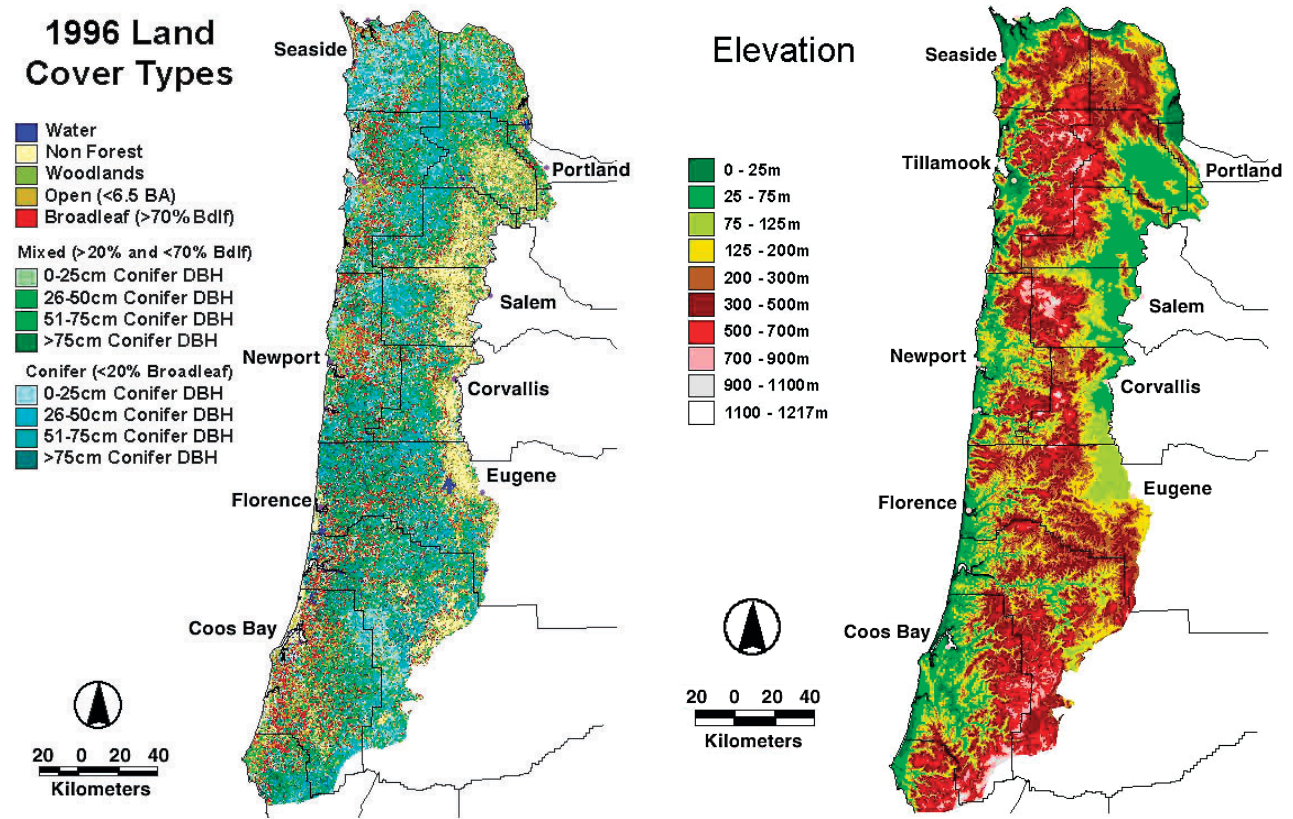 1996 Land
Cover Types
Water
Non Forest
Woodlands
Open (<6.5 BA)
Broadleaf (>70% Bdlf)
Mixed (>20% and <70% Bdlf)
0-25cm Conifer DBH
26-50cm Conifer DBH
51-75cm Conifer DBH
>75cm Conifer DBH
Conifer (<20% Broadleaf)
0-25cm Conifer DBH
26-50cm Conifer DBH
51-75cm Conifer DBH
>75cm Conifer DBH
Seaside
Portland
Salem
Newport
Corvallis
Eugene
Florence
Coos Bay
20 0 20 40
Kilometers
Elevation
0 - 25m
25 - 75m
75 - 125m
125 - 200m
200 - 300m
300 - 500m
500 - 700m
700 - 900m
900 - 1100m
1100 - 1217m
Seaside
Tillamook
Portland
Salem
Newport
Corvallis
Eugene
Florence
Coos Bay
20 0 20 40
Kilometers